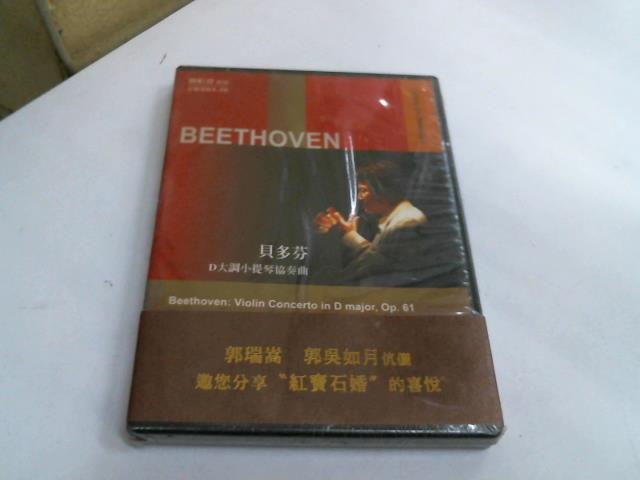 BEETHOVEN
貝多芬
D大調小提琴協奏曲
Beethoven: Violin Concerto in D major, Op. 61
郭瑞嵩 郭吳如月伉儷
邀您分享“紅寶石婚”的喜悅